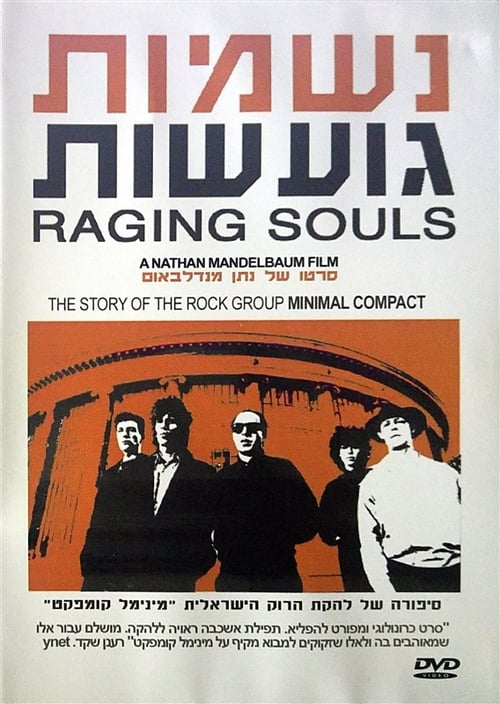 נשמות
גועשות
RAGING SOULS
A NATHAN MANDELBAUM FILM
סרטו של נתן מנדלבאום
THE STORY OF THE ROCK GROUP MINIMAL COMPACT
סיפורה של להקת הרוק הישראלית "מינימל קומפקט"
"סרט כרונולוגי ומפורט להפליא. תפילת אשכבה ראויה ללהקה. מושלם עבור אלו
שמאוהבים בה ולאלו שזקוקים למבוא מקיף על מינימל קומפקט" רענן שקד. ynet
DVD
VIDEO